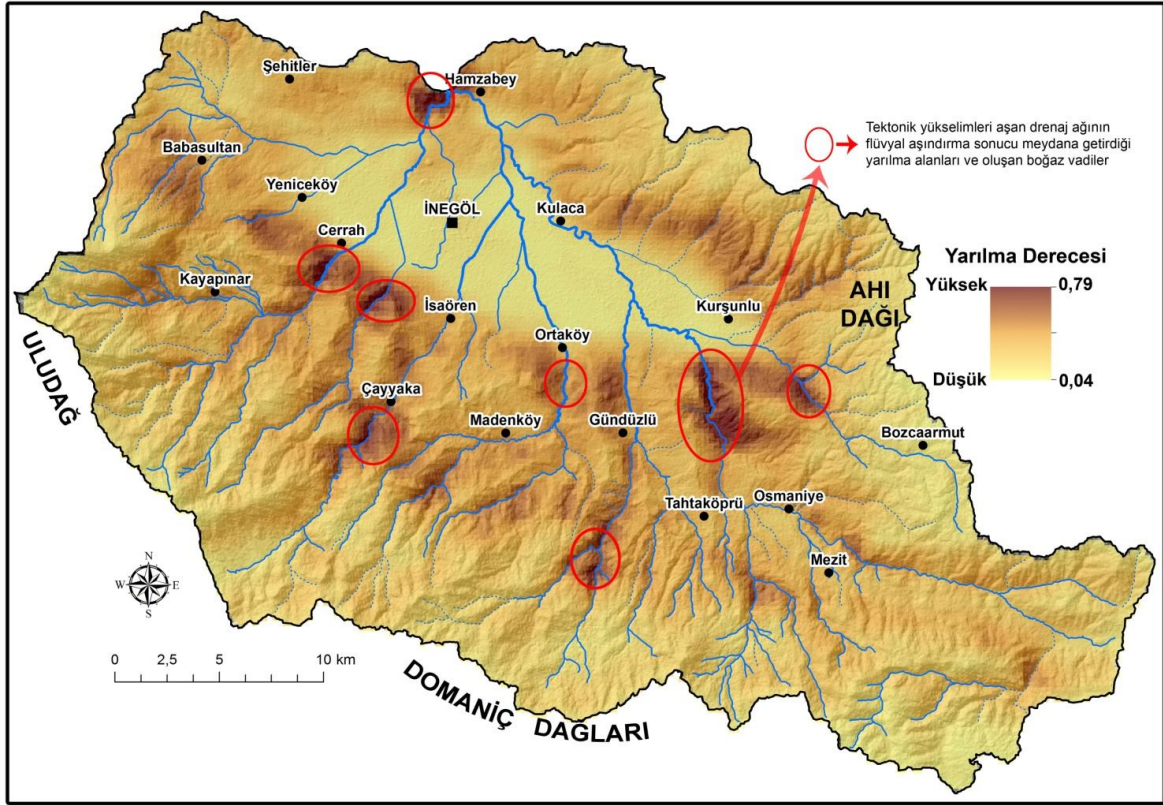 Şehitler
Hamzabey
Babasultan
Yeniceköy
İNEGÖL
Kulaca
Cerrah
Kayapınar
İsaören
Kurşunlu
AHI
DAĞI
Ortaköy
ULUDAĞ
Çayyaka
Madenköy
Gündüzlü
Bozcaarmut
Tahtaköprü
Osmaniye
Mezit
DOMANİÇ DAĞLARI
Tektonik yükselimleri aşan drenaj ağının
flüvyal aşındırma sonucu meydana getirdiği
yarılma alanları ve oluşan boğaz vadiler
Yarılma Derecesi
Yüksek 0,79
Düşük 0,04
N
W E
S
0 2,5 5 10 km